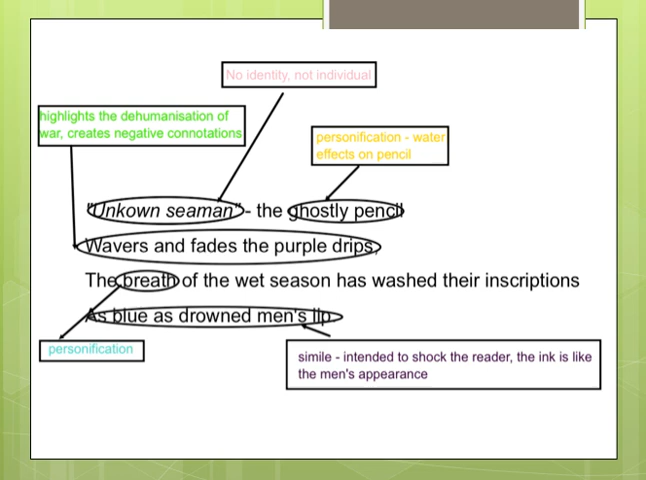 No identity, not individual
highlights the dehumanisation of
war, creates negative connotations
personification - water
effects on pencil
"Unkown seaman" - the ghostly pencil
Wavers and fades the purple drips,
The breath of the wet season has washed their inscriptions
As blue as drowned men's lip
personification
simile - intended to shock the reader, the ink is like
the men's appearance